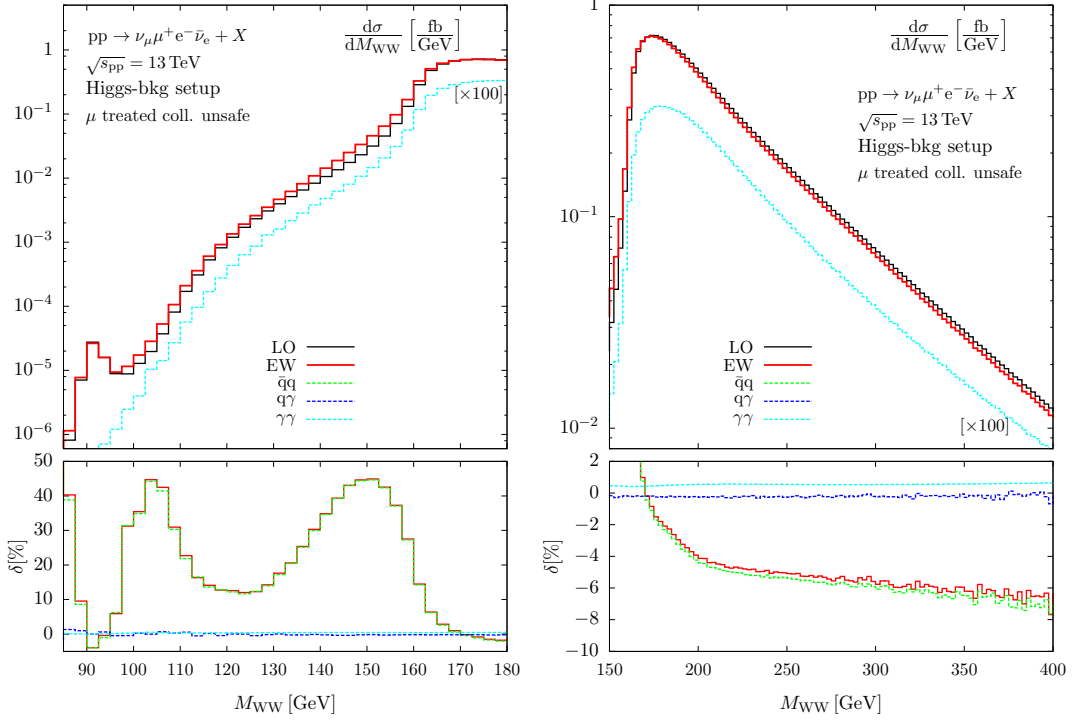 pp → ν_μ μ⁺ e⁻ ν̄_e + X
√s_pp = 13 TeV
Higgs-bkg setup
μ treated coll. unsafe
dσ/dM_WW [fb/GeV]
[×100]
1
10⁻¹
10⁻²
10⁻³
10⁻⁴
10⁻⁵
10⁻⁶
LO
EW
q̄q
qγ
γγ
50
40
30
20
10
0
δ[%]
90 100 110 120 130 140 150 160 170 180
M_WW [GeV]
dσ/dM_WW [fb/GeV]
pp → ν_μ μ⁺ e⁻ ν̄_e + X
√s_pp = 13 TeV
Higgs-bkg setup
μ treated coll. unsafe
1
10⁻¹
10⁻²
LO
EW
q̄q
qγ
γγ
[×100]
2
0
−2
−4
−6
−8
−10
δ[%]
150 200 250 300 350 400
M_WW [GeV]